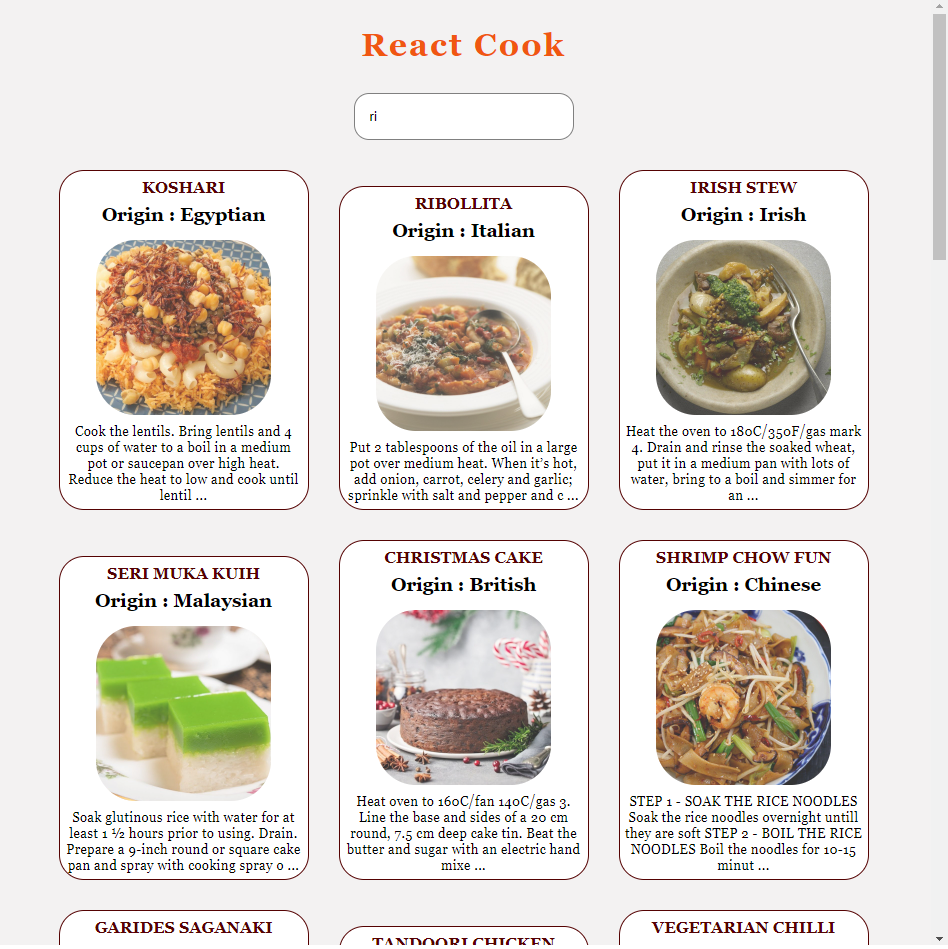 React Cook
ri
KOSHARI
Origin : Egyptian
Cook the lentils. Bring lentils and 4
cups of water to a boil in a medium
pot or saucepan over high heat.
Reduce the heat to low and cook until
lentil ...
RIBOLLITA
Origin : Italian
Put 2 tablespoons of the oil in a large
pot over medium heat. When it’s hot,
add onion, carrot, celery and garlic;
sprinkle with salt and pepper and c ...
IRISH STEW
Origin : Irish
Heat the oven to 180C/350F/gas mark
4. Drain and rinse the soaked wheat,
put it in a medium pan with lots of
water, bring to a boil and simmer for
an ...
SERI MUKA KUIH
Origin : Malaysian
Soak glutinous rice with water for at
least 1 ½ hours prior to using. Drain.
Prepare a 9-inch round or square cake
pan and spray with cooking spray o ...
CHRISTMAS CAKE
Origin : British
Heat oven to 160C/fan 140C/gas 3.
Line the base and sides of a 20 cm
round, 7.5 cm deep cake tin. Beat the
butter and sugar with an electric hand
mixe ...
SHRIMP CHOW FUN
Origin : Chinese
STEP 1 - SOAK THE RICE NOODLES
Soak the rice noodles overnight untill
they are soft STEP 2 - BOIL THE RICE
NOODLES Boil the noodles for 10-15
minut ...
GARIDES SAGANAKI
TANDOORI CHICKEN
VEGETARIAN CHILLI